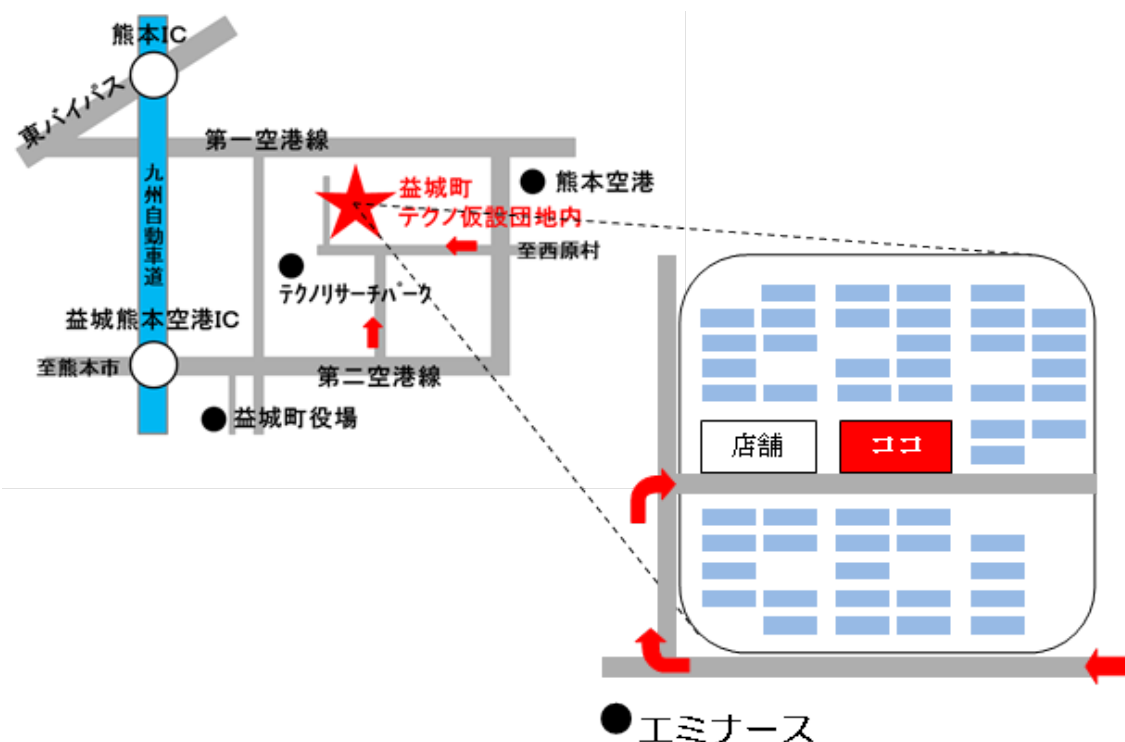 熊本IC
東バイパス
第一空港線
九州自動車道
益城町
テクノ仮設団地内
熊本空港
至西原村
テクノリサーチパーク
益城熊本空港IC
至熊本市
第二空港線
益城町役場
店舗
ココ
エミナース